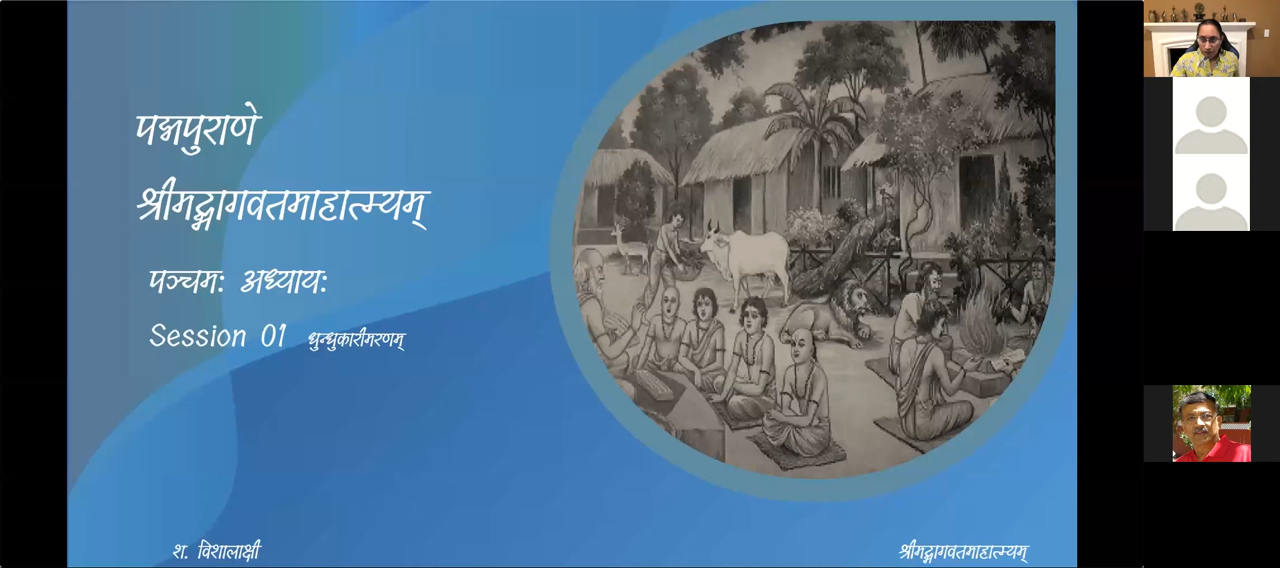 पद्मपुराणे
श्रीमद्भागवतमाहात्म्यम्
पञ्चमः अध्यायः
Session 01 धुन्धुकारीमरणम्
श. विशालाक्षी
श्रीमद्भागवतमाहात्म्यम्